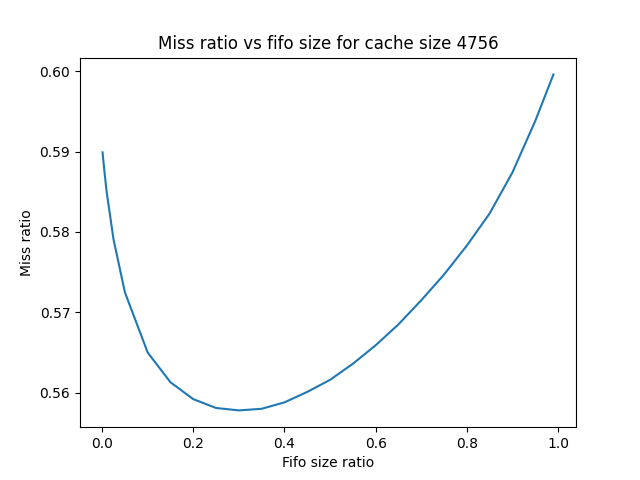 Miss ratio vs fifo size for cache size 4756
0.60
0.59
0.58
0.57
0.56
Miss ratio
0.0 0.2 0.4 0.6 0.8 1.0
Fifo size ratio